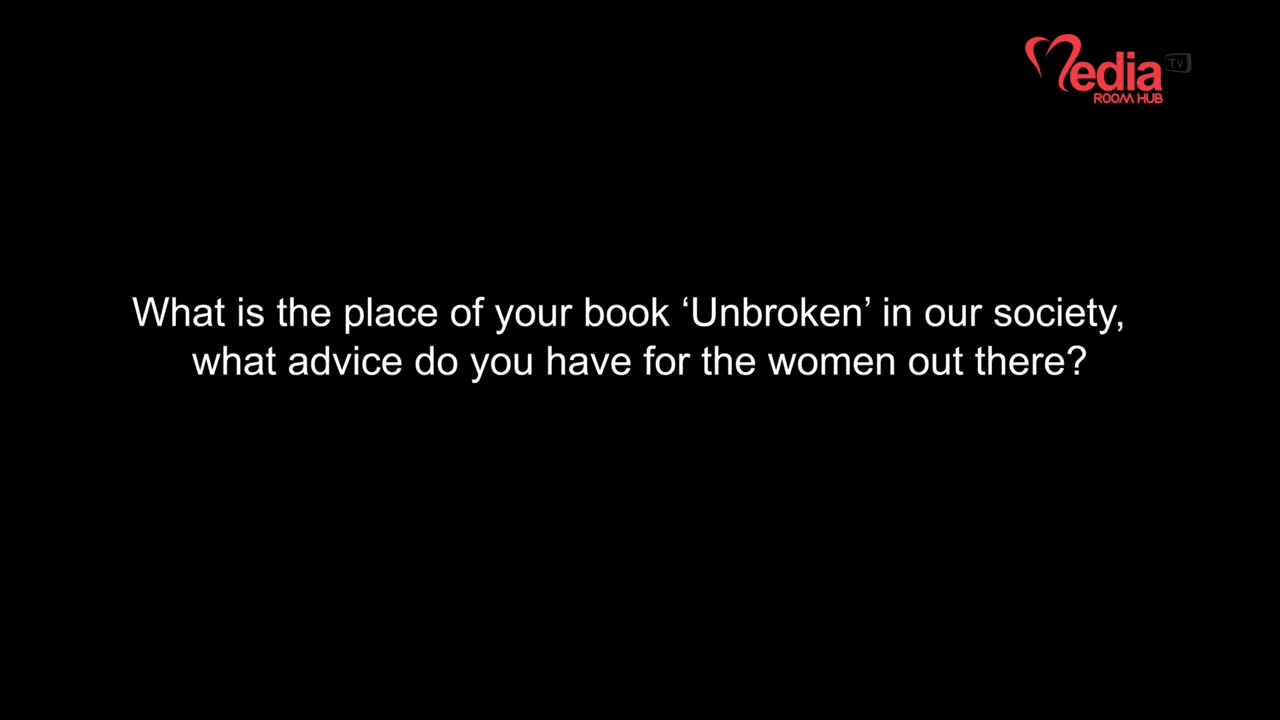 Media TV
ROOM HUB
What is the place of your book ‘Unbroken’ in our society,
what advice do you have for the women out there?